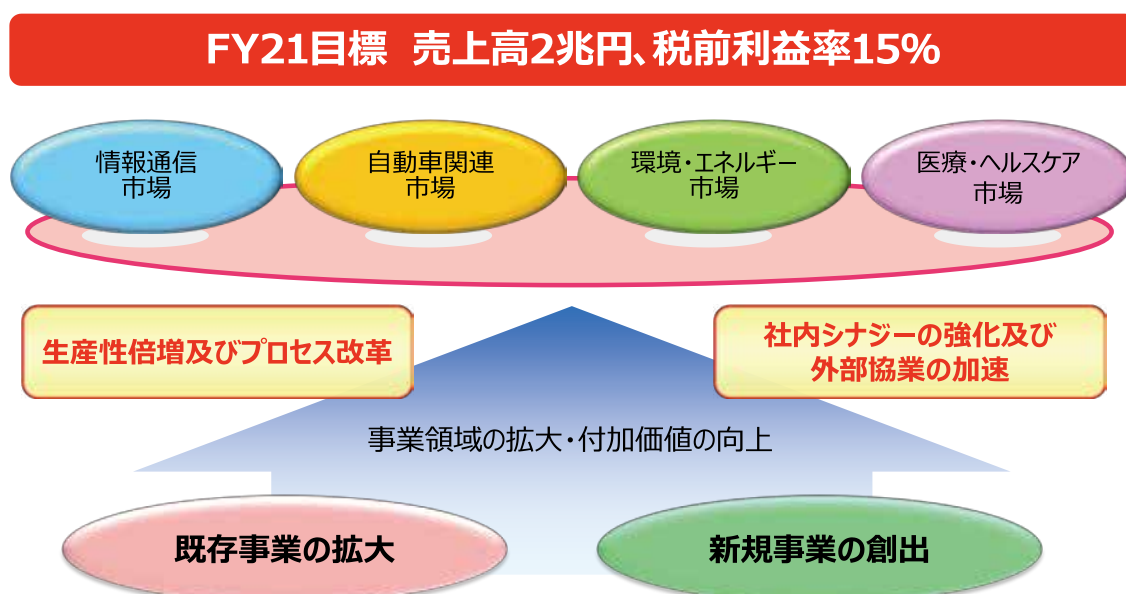 FY21目標 売上高2兆円、税前利益率15%
情報通信
市場
自動車関連
市場
環境・エネルギー
市場
医療・ヘルスケア
市場
生産性倍増及びプロセス改革
社内シナジーの強化及び
外部協業の加速
事業領域の拡大・付加価値の向上
既存事業の拡大
新規事業の創出